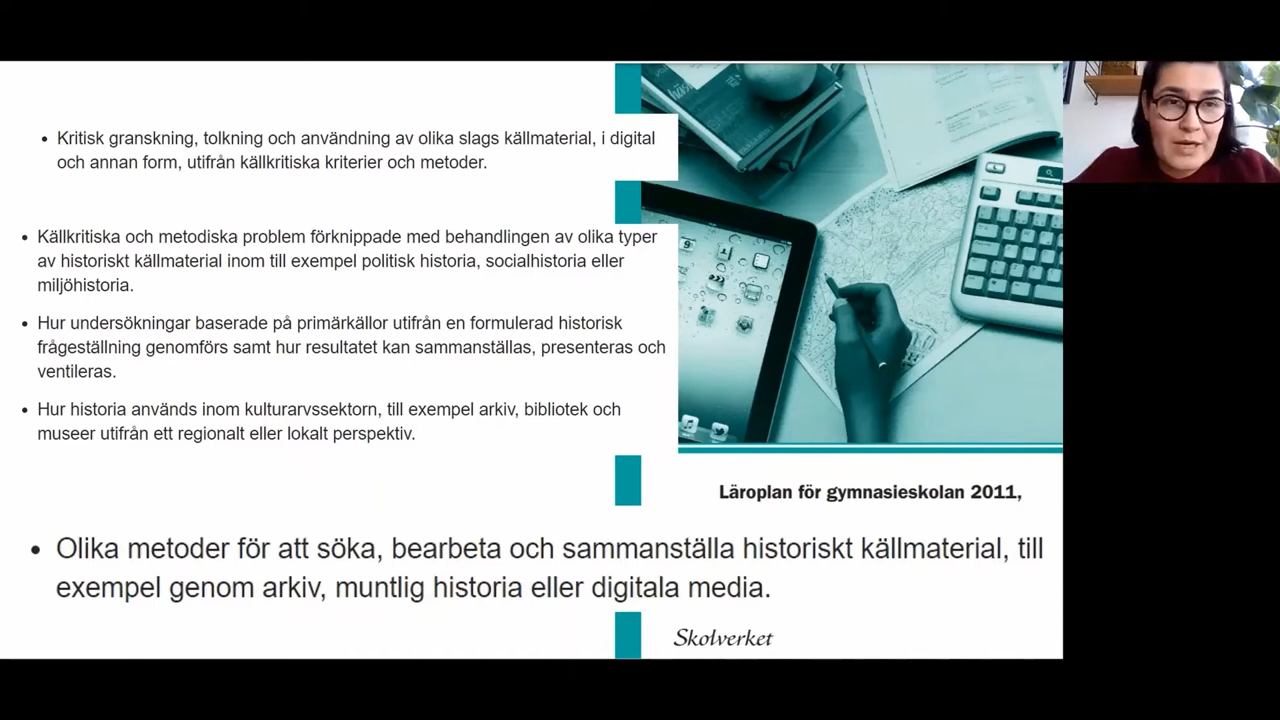 • Kritisk granskning, tolkning och användning av olika slags källmaterial, i digital
och annan form, utifrån källkritiska kriterier och metoder.
• Källkritiska och metodiska problem förknippade med behandlingen av olika typer
av historiskt källmaterial inom till exempel politisk historia, socialhistoria eller
miljöhistoria.
• Hur undersökningar baserade på primärkällor utifrån en formulerad historisk
frågeställning genomförs samt hur resultatet kan sammanställas, presenteras och
ventileras.
• Hur historia används inom kulturarvssektorn, till exempel arkiv, bibliotek och
museer utifrån ett regionalt eller lokalt perspektiv.
Läroplan för gymnasieskolan 2011,
• Olika metoder för att söka, bearbeta och sammanställa historiskt källmaterial, till
exempel genom arkiv, muntlig historia eller digitala media.
Skolverket